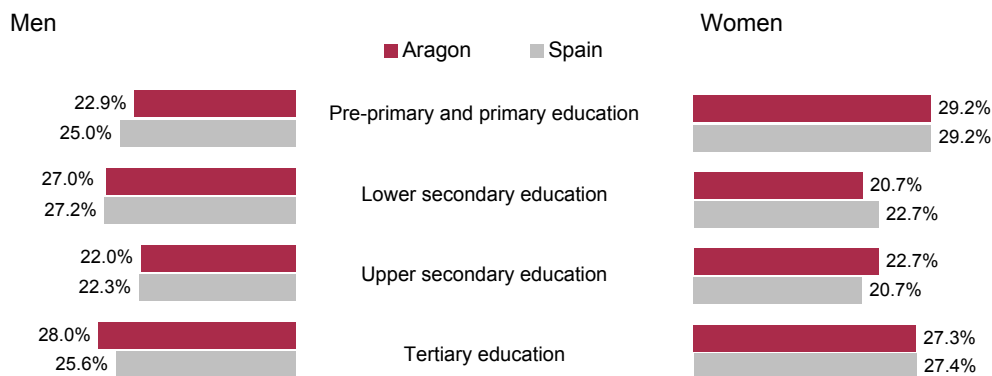 Men
Women
Aragon
Spain
22.9%
Pre-primary and primary education
29.2%
25.0%
29.2%
27.0%
Lower secondary education
20.7%
27.2%
22.7%
22.0%
Upper secondary education
22.7%
22.3%
20.7%
28.0%
Tertiary education
27.3%
25.6%
27.4%